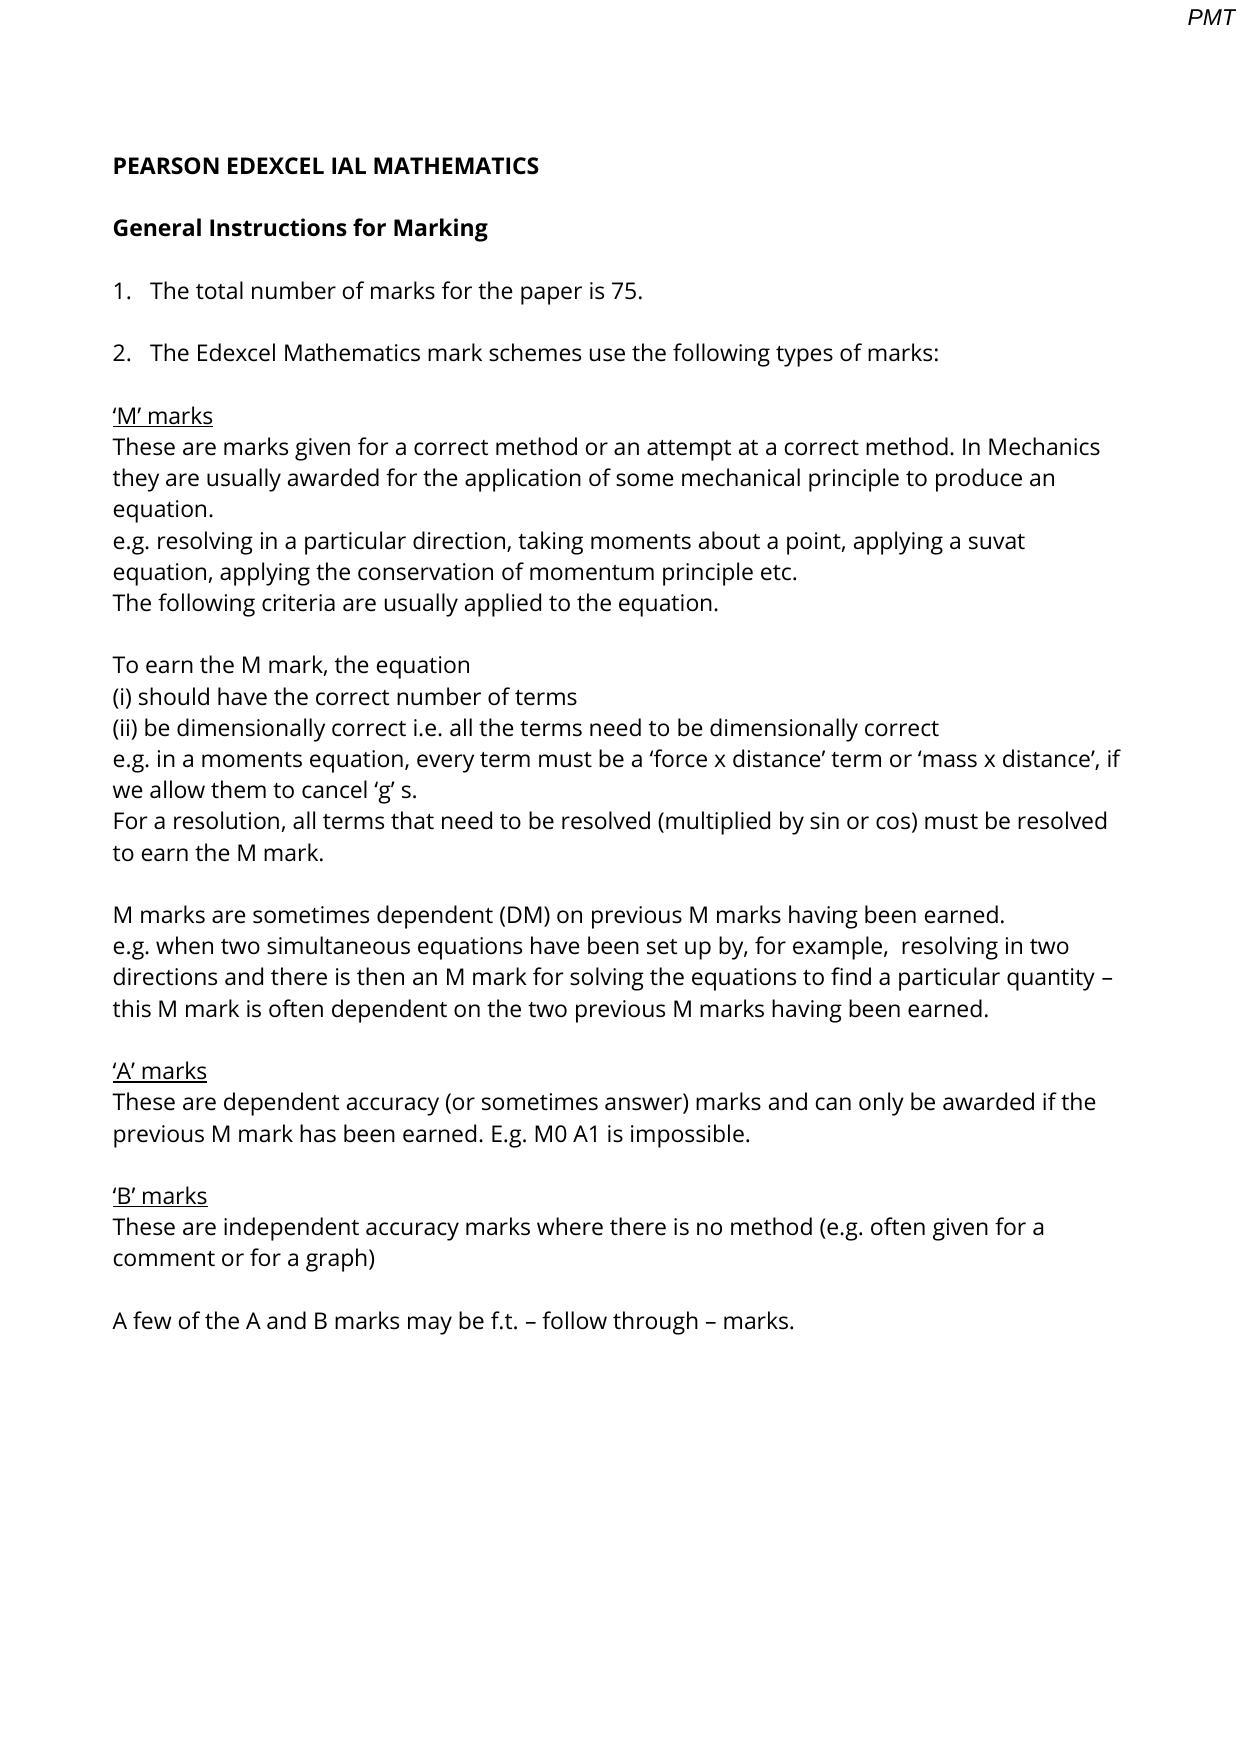 PMT
PEARSON EDEXCEL IAL MATHEMATICS
General Instructions for Marking
1. The total number of marks for the paper is 75.
2. The Edexcel Mathematics mark schemes use the following types of marks:
‘M’ marks
These are marks given for a correct method or an attempt at a correct method. In Mechanics
they are usually awarded for the application of some mechanical principle to produce an
equation.
e.g. resolving in a particular direction, taking moments about a point, applying a suvat
equation, applying the conservation of momentum principle etc.
The following criteria are usually applied to the equation.
To earn the M mark, the equation
(i) should have the correct number of terms
(ii) be dimensionally correct i.e. all the terms need to be dimensionally correct
e.g. in a moments equation, every term must be a ‘force x distance’ term or ‘mass x distance’, if
we allow them to cancel ‘g’ s.
For a resolution, all terms that need to be resolved (multiplied by sin or cos) must be resolved
to earn the M mark.
M marks are sometimes dependent (DM) on previous M marks having been earned.
e.g. when two simultaneous equations have been set up by, for example, resolving in two
directions and there is then an M mark for solving the equations to find a particular quantity –
this M mark is often dependent on the two previous M marks having been earned.
‘A’ marks
These are dependent accuracy (or sometimes answer) marks and can only be awarded if the
previous M mark has been earned. E.g. M0 A1 is impossible.
‘B’ marks
These are independent accuracy marks where there is no method (e.g. often given for a
comment or for a graph)
A few of the A and B marks may be f.t. – follow through – marks.